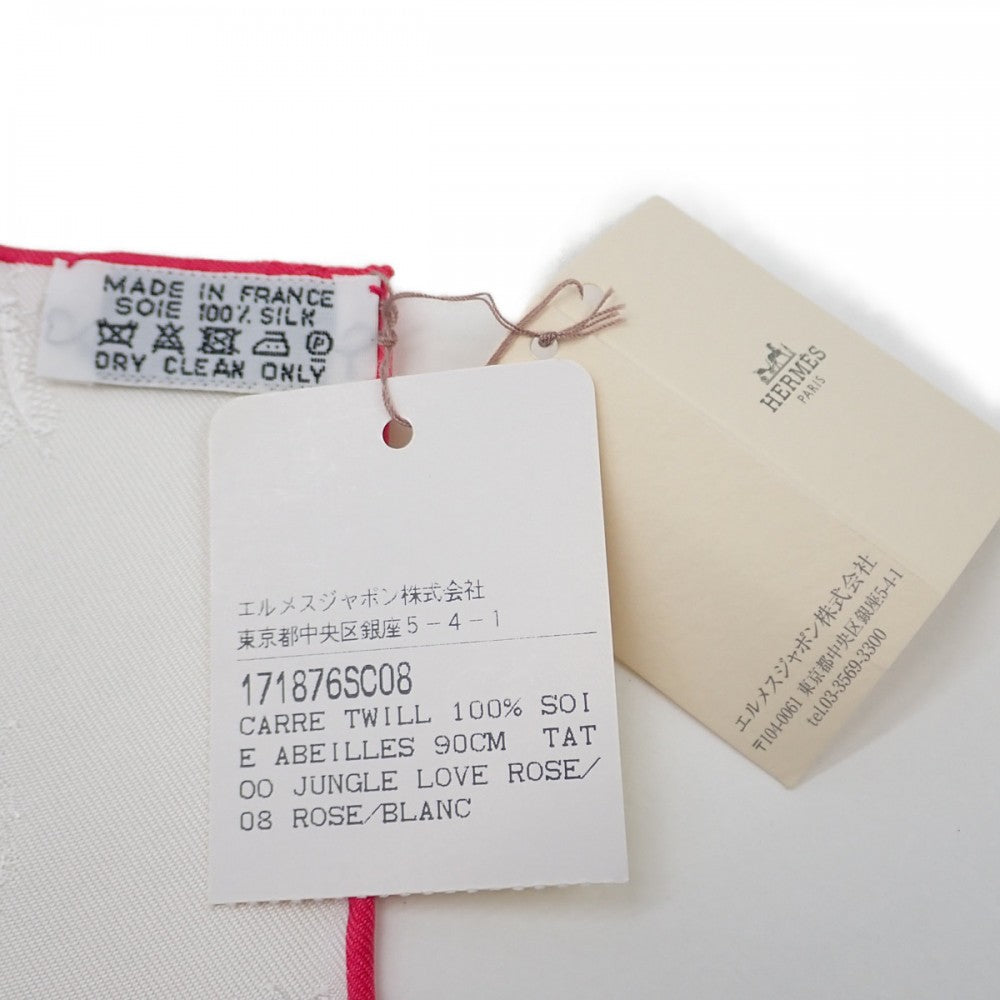 MADE IN FRANCE
SOIE 100% SILK
DRY CLEAN ONLY
HERMÈS
PARIS
エルメスジャポン株式会社
〒104-0061 東京都中央区銀座5-4-1
tel.03-3569-3300
エルメスジャポン株式会社
東京都中央区銀座5-4-1
171876SC08
CARRE TWILL 100% SOI
E ABEILLES 90CM TAT
OO JUNGLE LOVE ROSE/
08 ROSE/BLANC